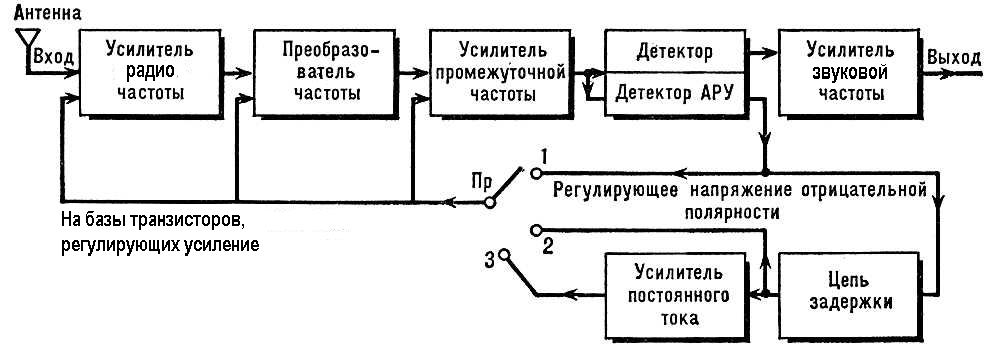 Антенна
Вход
Усилитель
радио
частоты
Преобразо-
ватель
частоты
Усилитель
промежуточной
частоты
Детектор
Детектор АРУ
Усилитель
звуковой
частоты
Выход
Пр
1
Регулирующее напряжение отрицательной
полярности
На базы транзисторов,
регулирующих усиление
2
3
Усилитель
постоянного
тока
Цепь
задержки